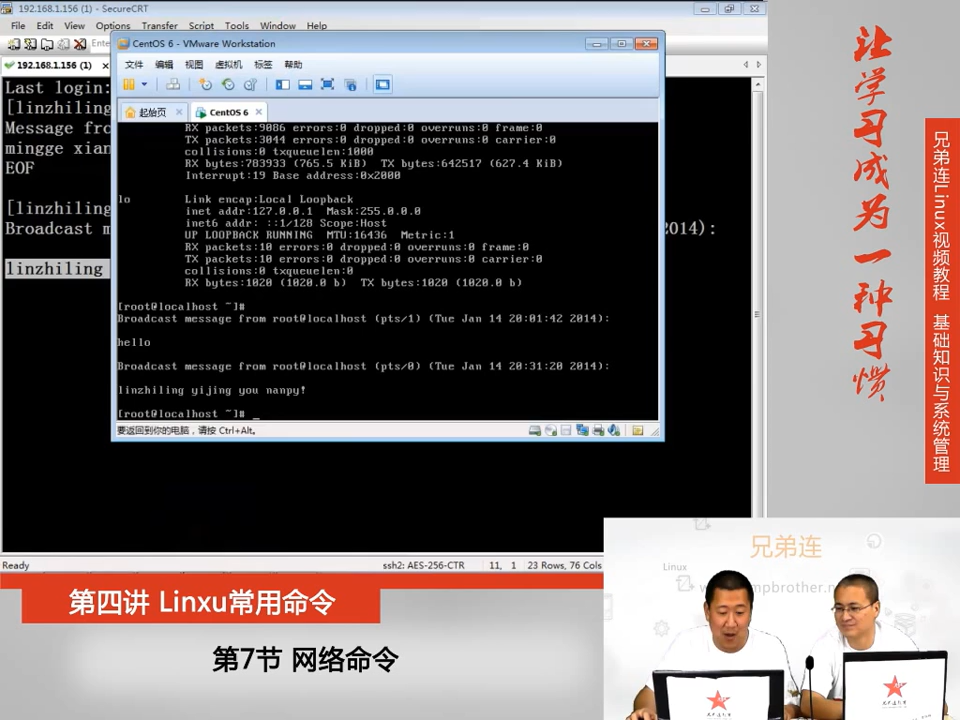 192.168.1.156 (1) - SecureCRT
File Edit View Options Transfer Script Tools Window Help
Ente
192.168.1.156 (1)
Last login:
[linzhiling
Message fro
mingge xian
EOF
[linzhiling
Broadcast m
2014):
linzhiling
CentOS 6 - VMware Workstation
文件 编辑 视图 虚拟机 标签 帮助
起始页 CentOS 6
RX packets:9086 errors:0 dropped:0 overruns:0 frame:0
TX packets:3044 errors:0 dropped:0 overruns:0 carrier:0
collisions:0 txqueuelen:1000
RX bytes:783933 (765.5 KiB) TX bytes:642517 (627.4 KiB)
Interrupt:19 Base address:0x2000
lo Link encap:Local Loopback
inet addr:127.0.0.1 Mask:255.0.0.0
inet6 addr: ::1/128 Scope:Host
UP LOOPBACK RUNNING MTU:16436 Metric:1
RX packets:10 errors:0 dropped:0 overruns:0 frame:0
TX packets:10 errors:0 dropped:0 overruns:0 carrier:0
collisions:0 txqueuelen:0
RX bytes:1020 (1020.0 b) TX bytes:1020 (1020.0 b)
[root@localhost ~]#
Broadcast message from root@localhost (pts/1) (Tue Jan 14 20:01:42 2014):
hello
Broadcast message from root@localhost (pts/0) (Tue Jan 14 20:31:20 2014):
linzhiling yijing you nanpy!
[root@localhost ~]# _
要返回到你的电脑，请按 Ctrl+Alt。
Ready ssh2: AES-256-CTR 11, 1 23 Rows, 76 Cols
让学习成为一种习惯
兄弟连Linux视频教程 基础知识与系统管理
第四讲 Linxu常用命令
第7节 网络命令
兄弟连
Linux
mpbrother.n